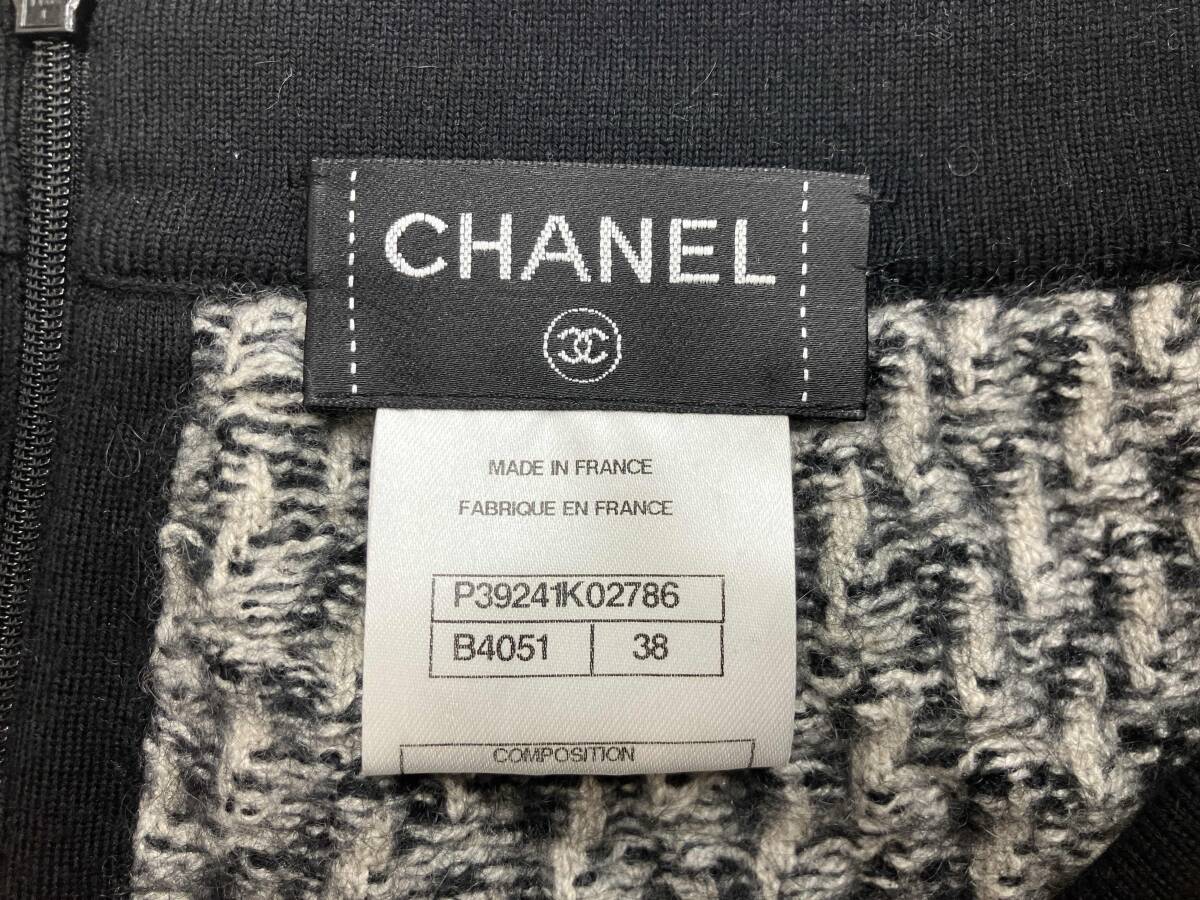 CHANEL
MADE IN FRANCE
FABRIQUE EN FRANCE
P39241K02786
B4051 38
COMPOSITION